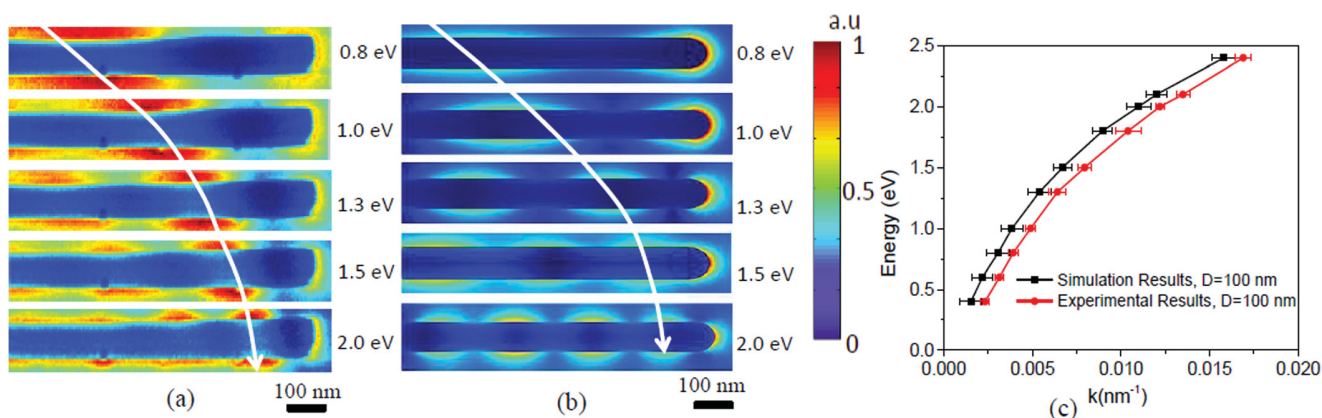 0.8 eV
1.0 eV
1.3 eV
1.5 eV
2.0 eV
(a)
100 nm
0.8 eV
1.0 eV
1.3 eV
1.5 eV
2.0 eV
(b)
100 nm
a.u
1
0.5
0
Energy (eV)
2.5
2.0
1.5
1.0
0.5
0.0
Simulation Results, D=100 nm
Experimental Results, D=100 nm
0.000 0.005 0.010 0.015 0.020
k(nm⁻¹)
(c)